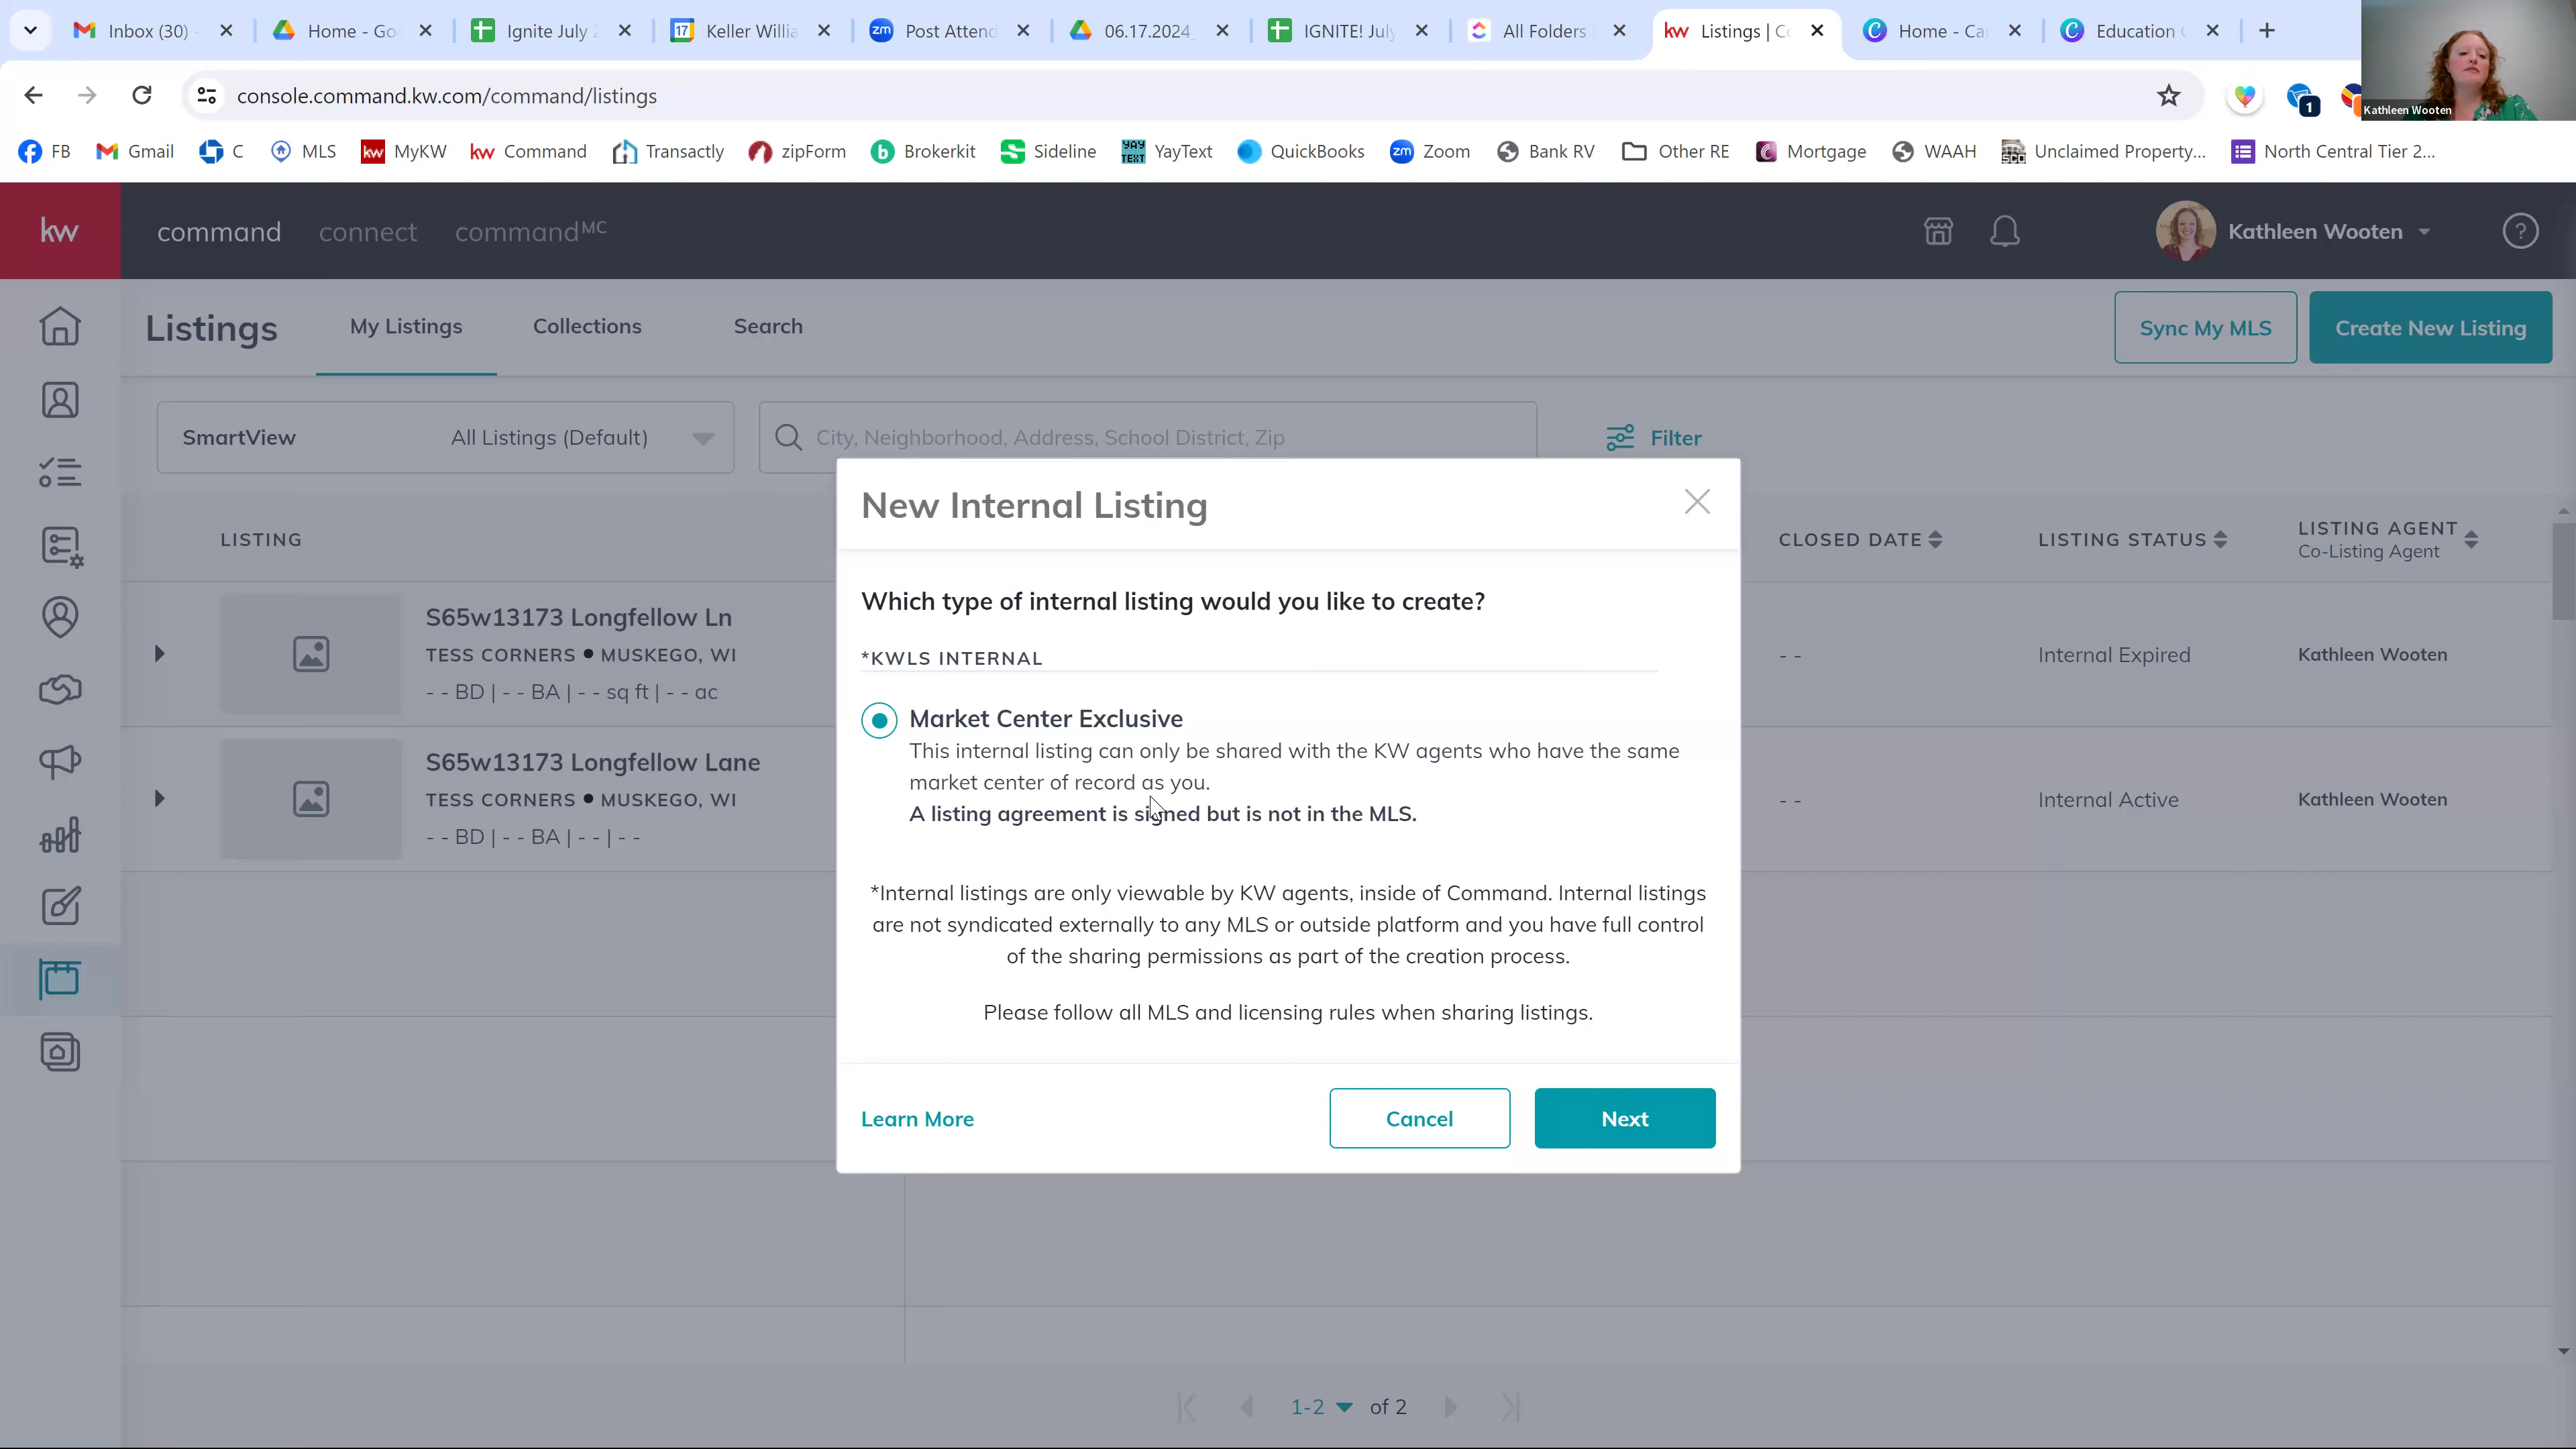 Inbox (30) -
Home - Go
Ignite July 2
Keller Willia
Post Attend
06.17.2024_
IGNITE! July
All Folders
kw Listings | C
Home - Ca
Education
console.command.kw.com/command/listings
1
Kathleen Wooten
FB
Gmail
C
MLS
kw MyKW
kw Command
Transactly
zipForm
b Brokerkit
Sideline
YAY TEXT YayText
QuickBooks
zm Zoom
Bank RV
Other RE
Mortgage
WAAH
Unclaimed Property...
North Central Tier 2...
kw
command
connect
commandMC
Kathleen Wooten
?
Listings
My Listings
Collections
Search
Sync My MLS
Create New Listing
SmartView
All Listings (Default)
City, Neighborhood, Address, School District, Zip
Filter
LISTING
CLOSED DATE
LISTING STATUS
LISTING AGENT
Co-Listing Agent
S65w13173 Longfellow Ln
TESS CORNERS ● MUSKEGO, WI
- - BD | - - BA | - - sq ft | - - ac
- -
Internal Expired
Kathleen Wooten
S65w13173 Longfellow Lane
TESS CORNERS ● MUSKEGO, WI
- - BD | - - BA | - - | - -
- -
Internal Active
Kathleen Wooten
New Internal Listing
Which type of internal listing would you like to create?
*KWLS INTERNAL
Market Center Exclusive
This internal listing can only be shared with the KW agents who have the same
market center of record as you.
A listing agreement is signed but is not in the MLS.
*Internal listings are only viewable by KW agents, inside of Command. Internal listings
are not syndicated externally to any MLS or outside platform and you have full control
of the sharing permissions as part of the creation process.
Please follow all MLS and licensing rules when sharing listings.
Learn More
Cancel
Next
1-2 of 2